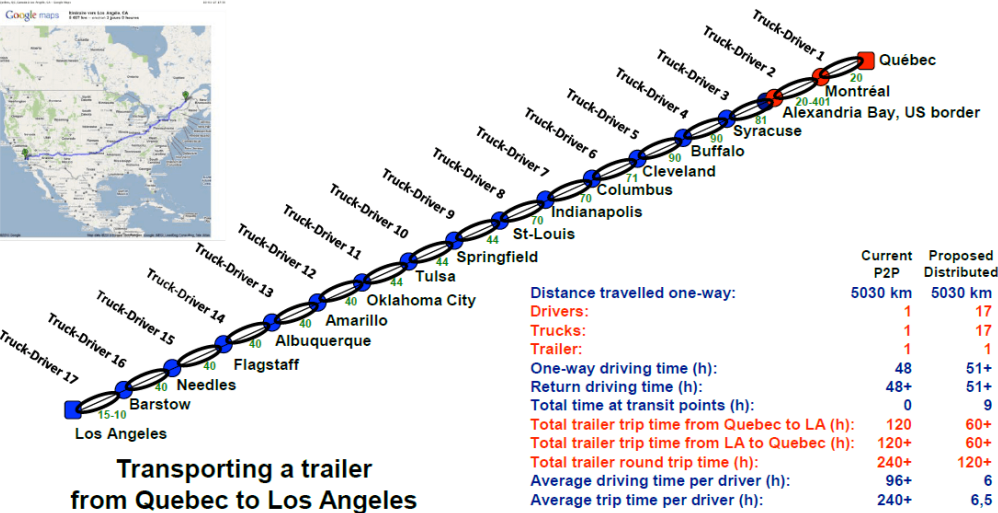 Google maps
Truck-Driver 1
Truck-Driver 2
Truck-Driver 3
Truck-Driver 4
Truck-Driver 5
Truck-Driver 6
Truck-Driver 7
Truck-Driver 8
Truck-Driver 9
Truck-Driver 10
Truck-Driver 11
Truck-Driver 12
Truck-Driver 13
Truck-Driver 14
Truck-Driver 15
Truck-Driver 16
Truck-Driver 17
Québec
20
Montréal
20-401
Alexandria Bay, US border
81
Syracuse
90
Buffalo
90
Cleveland
71
Columbus
70
Indianapolis
70
St-Louis
44
Springfield
44
Tulsa
44
Oklahoma City
40
Amarillo
40
Albuquerque
40
Flagstaff
40
Needles
40
Barstow
15-10
Los Angeles
Transporting a trailer
from Quebec to Los Angeles
Current Proposed
P2P Distributed
Distance travelled one-way: 5030 km 5030 km
Drivers: 1 17
Trucks: 1 17
Trailer: 1 1
One-way driving time (h): 48 51+
Return driving time (h): 48+ 51+
Total time at transit points (h): 0 9
Total trailer trip time from Quebec to LA (h): 120 60+
Total trailer trip time from LA to Quebec (h): 120+ 60+
Total trailer round trip time (h): 240+ 120+
Average driving time per driver (h): 96+ 6
Average trip time per driver (h): 240+ 6,5